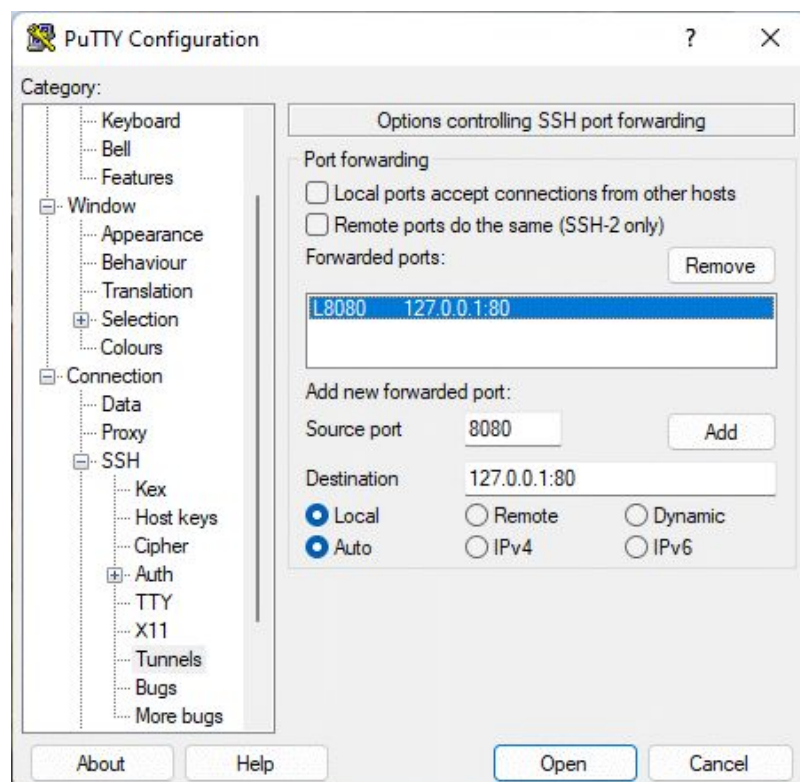 PuTTY Configuration
?
Category:
Keyboard
Bell
Features
Window
Appearance
Behaviour
Translation
Selection
Colours
Connection
Data
Proxy
SSH
Kex
Host keys
Cipher
Auth
TTY
X11
Tunnels
Bugs
More bugs
Options controlling SSH port forwarding
Port forwarding
Local ports accept connections from other hosts
Remote ports do the same (SSH-2 only)
Forwarded ports:
Remove
L8080 127.0.0.1:80
Add new forwarded port:
Source port 8080 Add
Destination 127.0.0.1:80
Local Remote Dynamic
Auto IPv4 IPv6
About Help Open Cancel